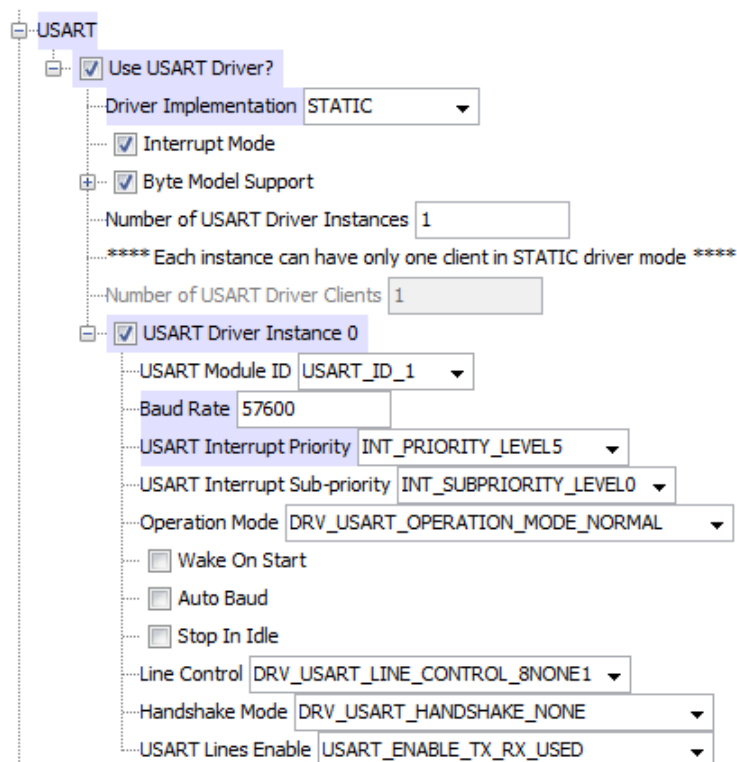 USART
Use USART Driver?
Driver Implementation STATIC
Interrupt Mode
Byte Model Support
Number of USART Driver Instances 1
**** Each instance can have only one client in STATIC driver mode ****
Number of USART Driver Clients 1
USART Driver Instance 0
USART Module ID USART_ID_1
Baud Rate 57600
USART Interrupt Priority INT_PRIORITY_LEVEL5
USART Interrupt Sub-priority INT_SUBPRIORITY_LEVEL0
Operation Mode DRV_USART_OPERATION_MODE_NORMAL
Wake On Start
Auto Baud
Stop In Idle
Line Control DRV_USART_LINE_CONTROL_8NONE1
Handshake Mode DRV_USART_HANDSHAKE_NONE
USART Lines Enable USART_ENABLE_TX_RX_USED